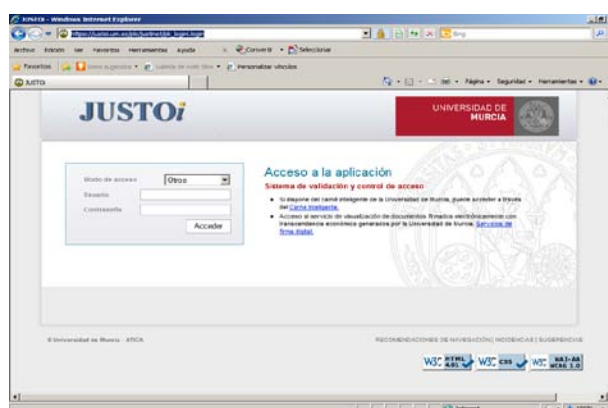 JUSTOi - Windows Internet Explorer
Bing
Archivo Edición Ver Favoritos Herramientas Ayuda
Convertir Seleccionar
Favoritos Personalizar vínculos
JUSTO Página Seguridad Herramientas
JUSTOi
UNIVERSIDAD DE
MURCIA
Modo de acceso Otros
Usuario
Contraseña
Acceder
Acceso a la aplicación
Sistema de validación y control de acceso
Si dispone del carné inteligente de la Universidad de Murcia, puede acceder a través
del Carné Inteligente.
Acceso al servicio de visualización de documentos firmados electrónicamente con
transcendencia económica generados por la Universidad de Murcia. Servicios de
firma digital.
© Universidad de Murcia - ATICA
RECOMENDACIONES DE NAVEGACIÓN | INCIDENCIAS | SUGERENCIAS
W3C HTML 4.01
W3C CSS
W3C WAI-AA WCAG 1.0